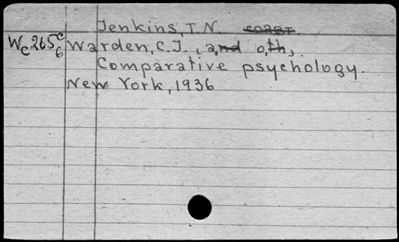 Jenkins, T.N.
Wc265c6 Warden, C.J., and oth,.
Comparative psychology.
New York, 1936